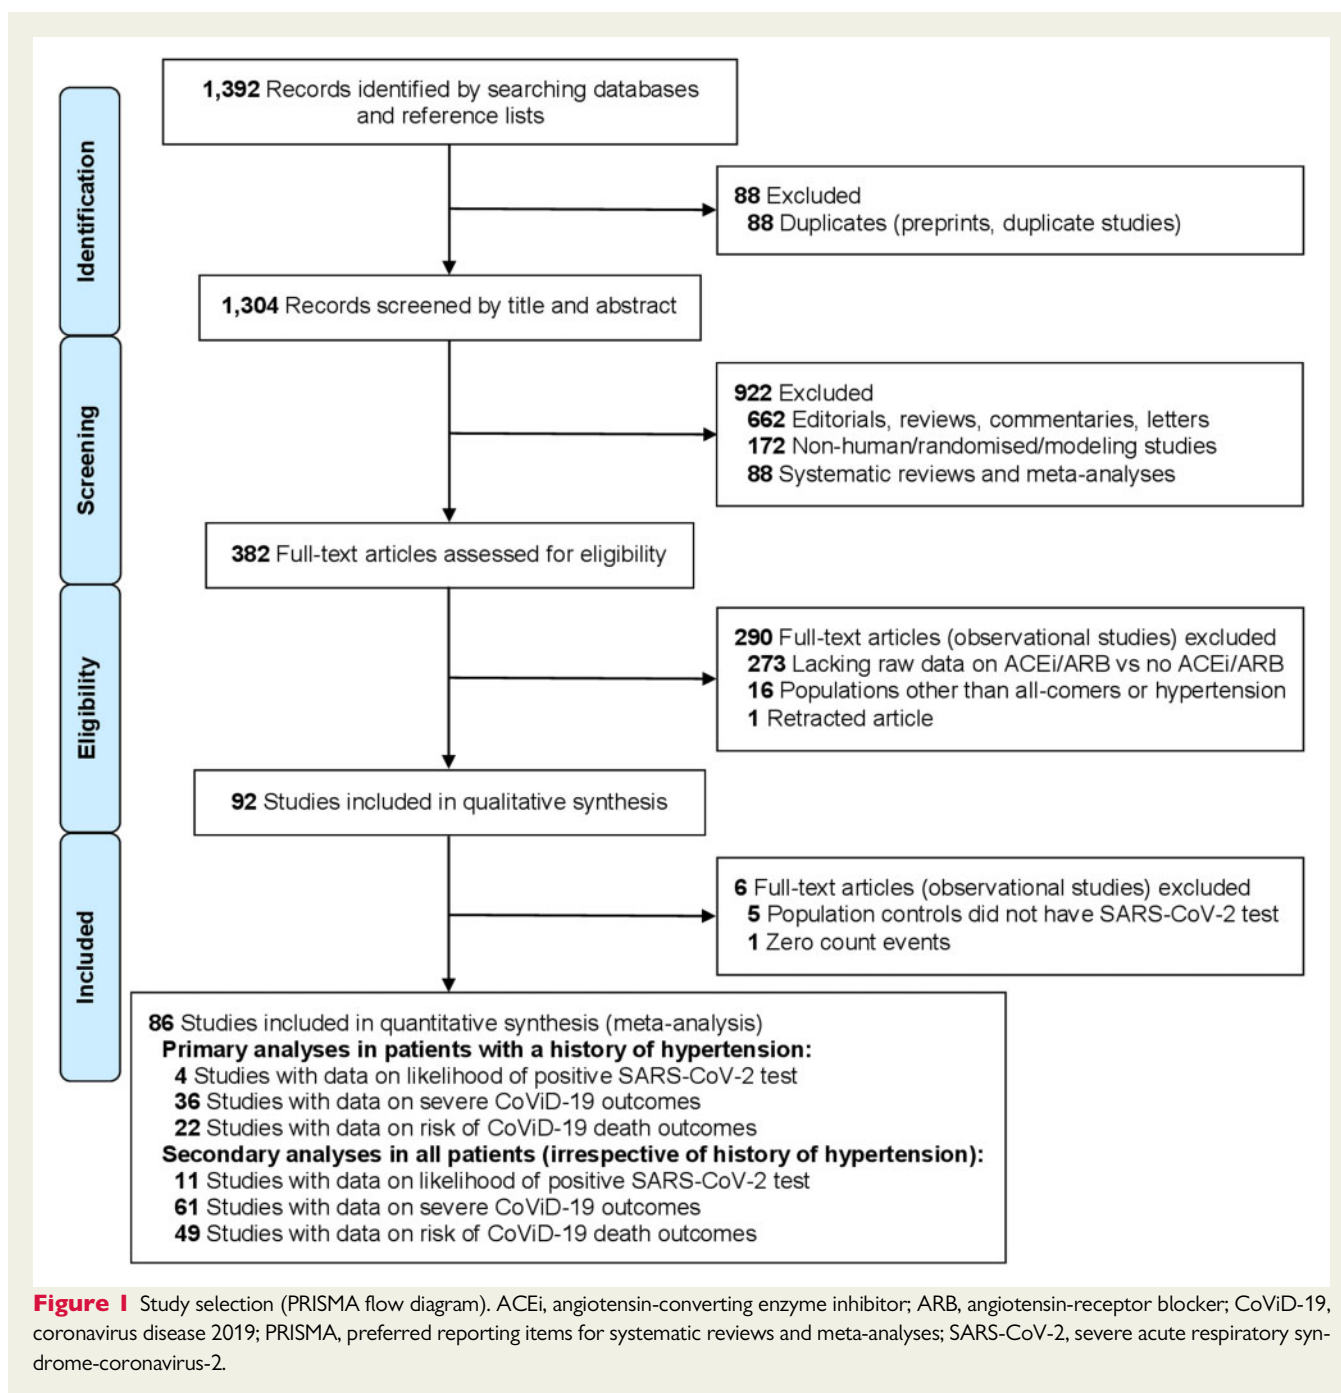 1,392 Records identified by searching databases
and reference lists
Identification
88 Excluded
88 Duplicates (preprints, duplicate studies)
1,304 Records screened by title and abstract
Screening
922 Excluded
662 Editorials, reviews, commentaries, letters
172 Non-human/randomised/modeling studies
88 Systematic reviews and meta-analyses
382 Full-text articles assessed for eligibility
Eligibility
290 Full-text articles (observational studies) excluded
273 Lacking raw data on ACEi/ARB vs no ACEi/ARB
16 Populations other than all-comers or hypertension
1 Retracted article
92 Studies included in qualitative synthesis
Included
6 Full-text articles (observational studies) excluded
5 Population controls did not have SARS-CoV-2 test
1 Zero count events
86 Studies included in quantitative synthesis (meta-analysis)
Primary analyses in patients with a history of hypertension:
4 Studies with data on likelihood of positive SARS-CoV-2 test
36 Studies with data on severe CoViD-19 outcomes
22 Studies with data on risk of CoViD-19 death outcomes
Secondary analyses in all patients (irrespective of history of hypertension):
11 Studies with data on likelihood of positive SARS-CoV-2 test
61 Studies with data on severe CoViD-19 outcomes
49 Studies with data on risk of CoViD-19 death outcomes
Figure 1 Study selection (PRISMA flow diagram). ACEi, angiotensin-converting enzyme inhibitor; ARB, angiotensin-receptor blocker; CoViD-19,
coronavirus disease 2019; PRISMA, preferred reporting items for systematic reviews and meta-analyses; SARS-CoV-2, severe acute respiratory syn-
drome-coronavirus-2.